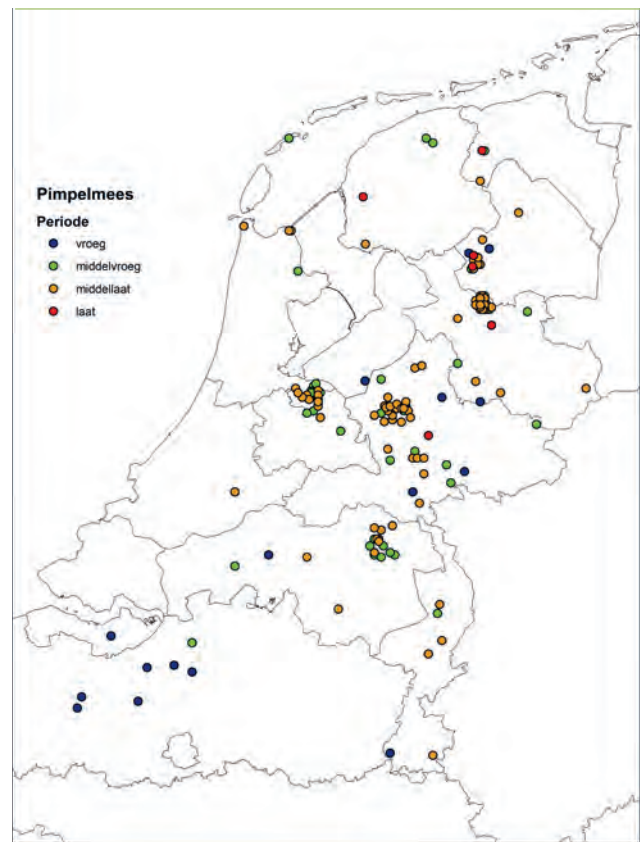 Pimpelmees
Periode
vroeg
middelvroeg
middellaat
laat